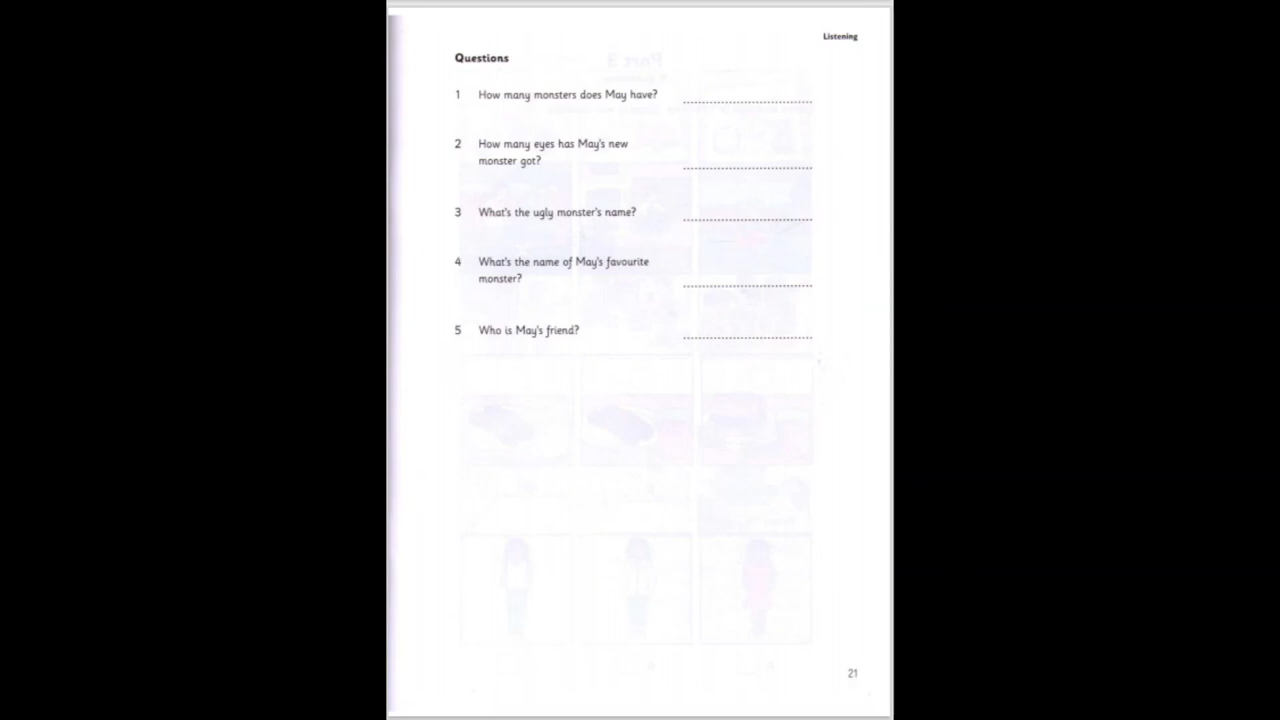 Listening
Questions
1 How many monsters does May have?
2 How many eyes has May's new
monster got?
3 What's the ugly monster's name?
4 What's the name of May's favourite
monster?
5 Who is May's friend?
21